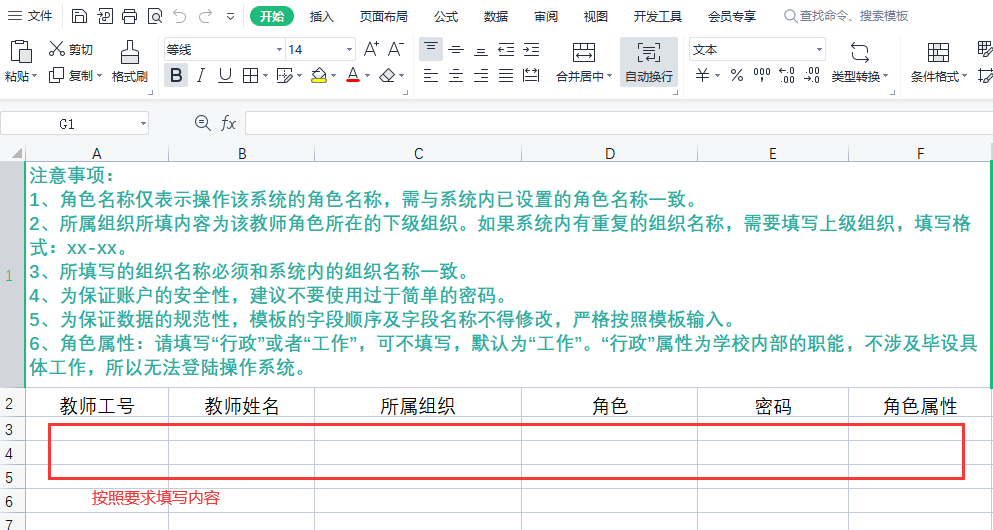 文件 开始 插入 页面布局 公式 数据 审阅 视图 开发工具 会员专享 查找命令、搜索模板
剪切 等线 14 A⁺ A⁻ 文本
粘贴 复制 格式刷 B I U A 合并居中 自动换行 ¥ % 000 类型转换 条件格式
G1 fx
A B C D E F
1
注意事项：
1、角色名称仅表示操作该系统的角色名称，需与系统内已设置的角色名称一致。
2、所属组织所填内容为该教师角色所在的下级组织。如果系统内有重复的组织名称，需要填写上级组织，填写格
式：xx-xx。
3、所填写的组织名称必须和系统内的组织名称一致。
4、为保证账户的安全性，建议不要使用过于简单的密码。
5、为保证数据的规范性，模板的字段顺序及字段名称不得修改，严格按照模板输入。
6、角色属性：请填写“行政”或者“工作”，可不填写，默认为“工作”。“行政”属性为学校内部的职能，不涉及毕设具
体工作，所以无法登陆操作系统。
2 教师工号 教师姓名 所属组织 角色 密码 角色属性
3
4
5
6 按照要求填写内容
7